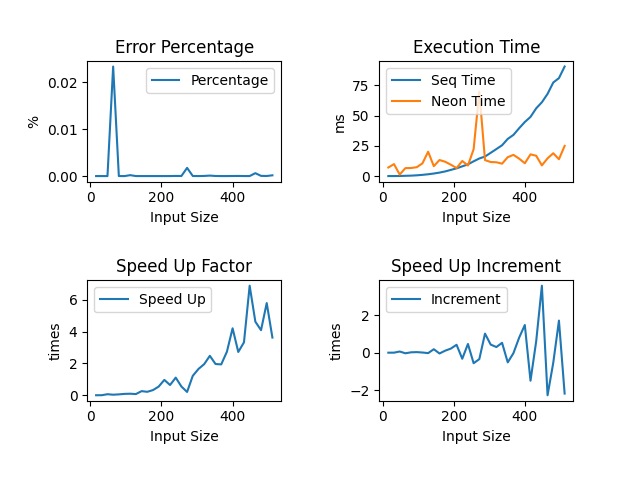 Error Percentage
Percentage
%
0.02
0.01
0.00
0
200
400
Input Size
Execution Time
Seq Time
Neon Time
ms
75
50
25
0
0
200
400
Input Size
Speed Up Factor
Speed Up
times
6
4
2
0
0
200
400
Input Size
Speed Up Increment
Increment
times
2
0
−2
0
200
400
Input Size